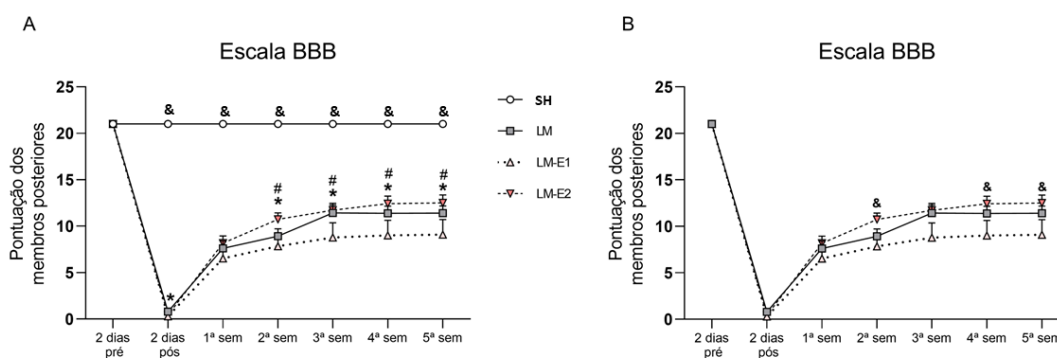 A
Escala BBB
Pontuação dos
membros posteriores
25
20
15
10
5
0
& & & & & &
# # # #
* * * *
*
2 dias
pré
2 dias
pós
1ª sem
2ª sem
3ª sem
4ª sem
5ª sem
SH
LM
LM-E1
LM-E2
B
Escala BBB
Pontuação dos
membros posteriores
25
20
15
10
5
0
& & &
2 dias
pré
2 dias
pós
1ª sem
2ª sem
3ª sem
4ª sem
5ª sem